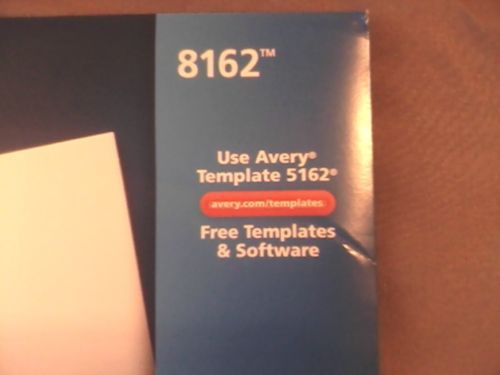 8162™
Use Avery®
Template 5162®
avery.com/templates
Free Templates
& Software